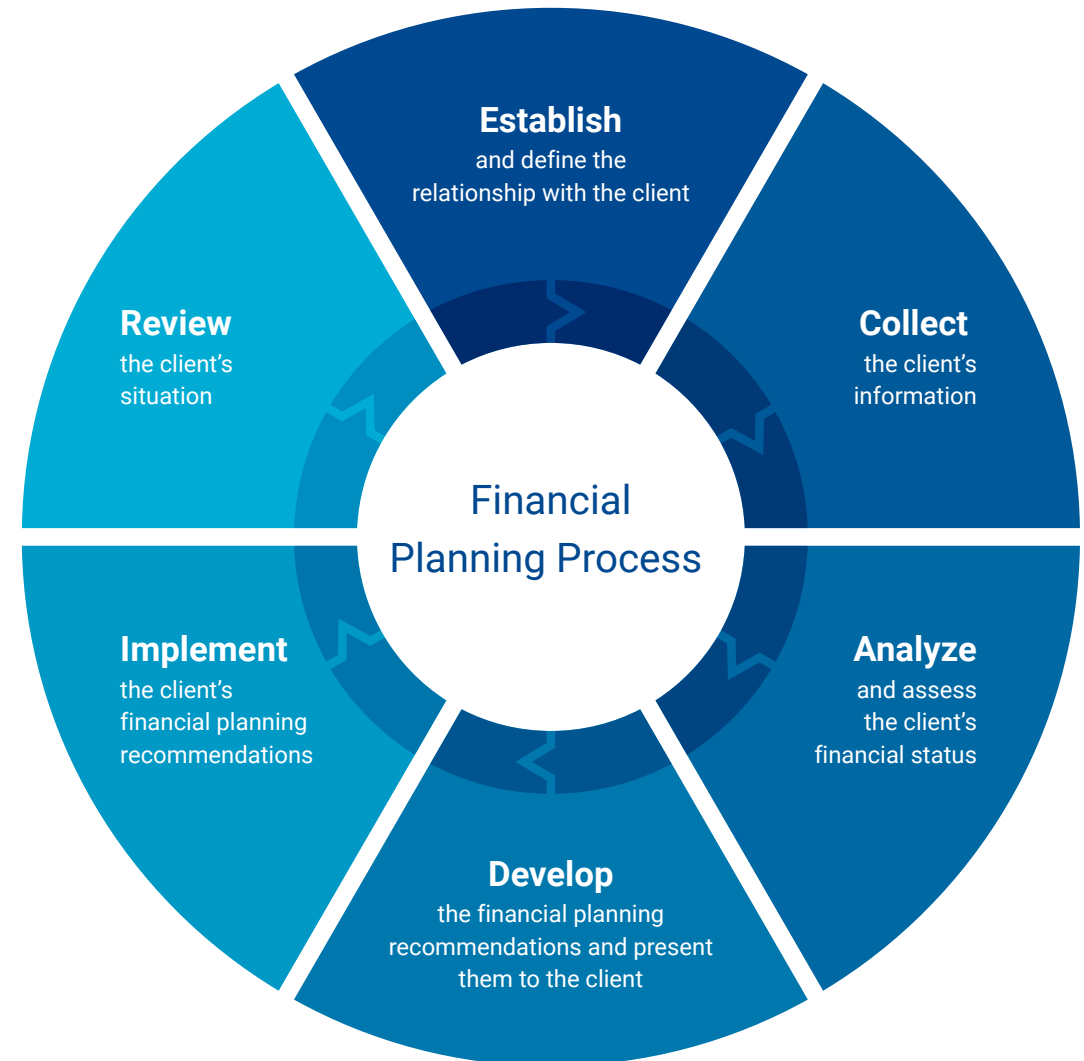 Establish
and define the
relationship with the client
Collect
the client's
information
Analyze
and assess
the client's
financial status
Develop
the financial planning
recommendations and present
them to the client
Implement
the client's
financial planning
recommendations
Review
the client's
situation
Financial
Planning Process